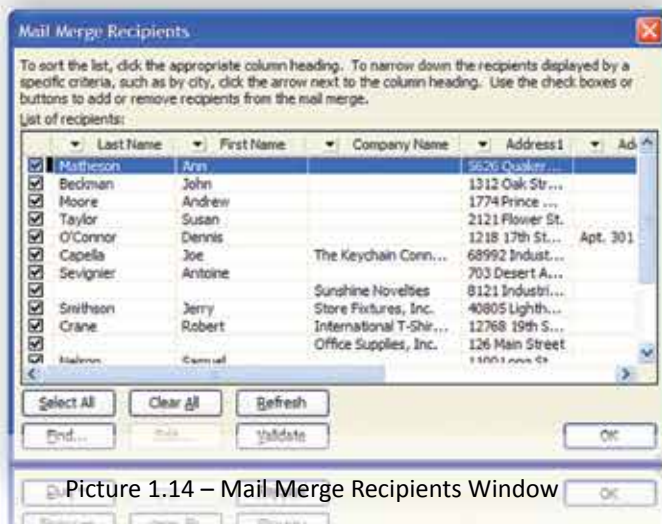 Mail Merge Recipients
To sort the list, click the appropriate column heading. To narrow down the recipients displayed by a
specific criteria, such as by city, click the arrow next to the column heading. Use the check boxes or
buttons to add or remove recipients from the mail merge.
List of recipients:
Last Name First Name Company Name Address1 Ad
Matheson Ann 5626 Quaker ...
Beckman John 1312 Oak Str...
Moore Andrew 1774 Prince ...
Taylor Susan 2121 Flower St.
O'Connor Dennis 1218 17th St... Apt. 301
Capella Joe The Keychain Conn... 68992 Indust...
Sevignier Antoine 703 Desert A...
Sunshine Novelties 8121 Industri...
Smithson Jerry Store Fixtures, Inc. 40805 Lighth...
Crane Robert International T-Shir... 12768 19th S...
Office Supplies, Inc. 126 Main Street
Nelson Samuel 1100 Long St
Select All Clear All Refresh
Find... Edit... Validate OK
Picture 1.14 – Mail Merge Recipients Window
OK